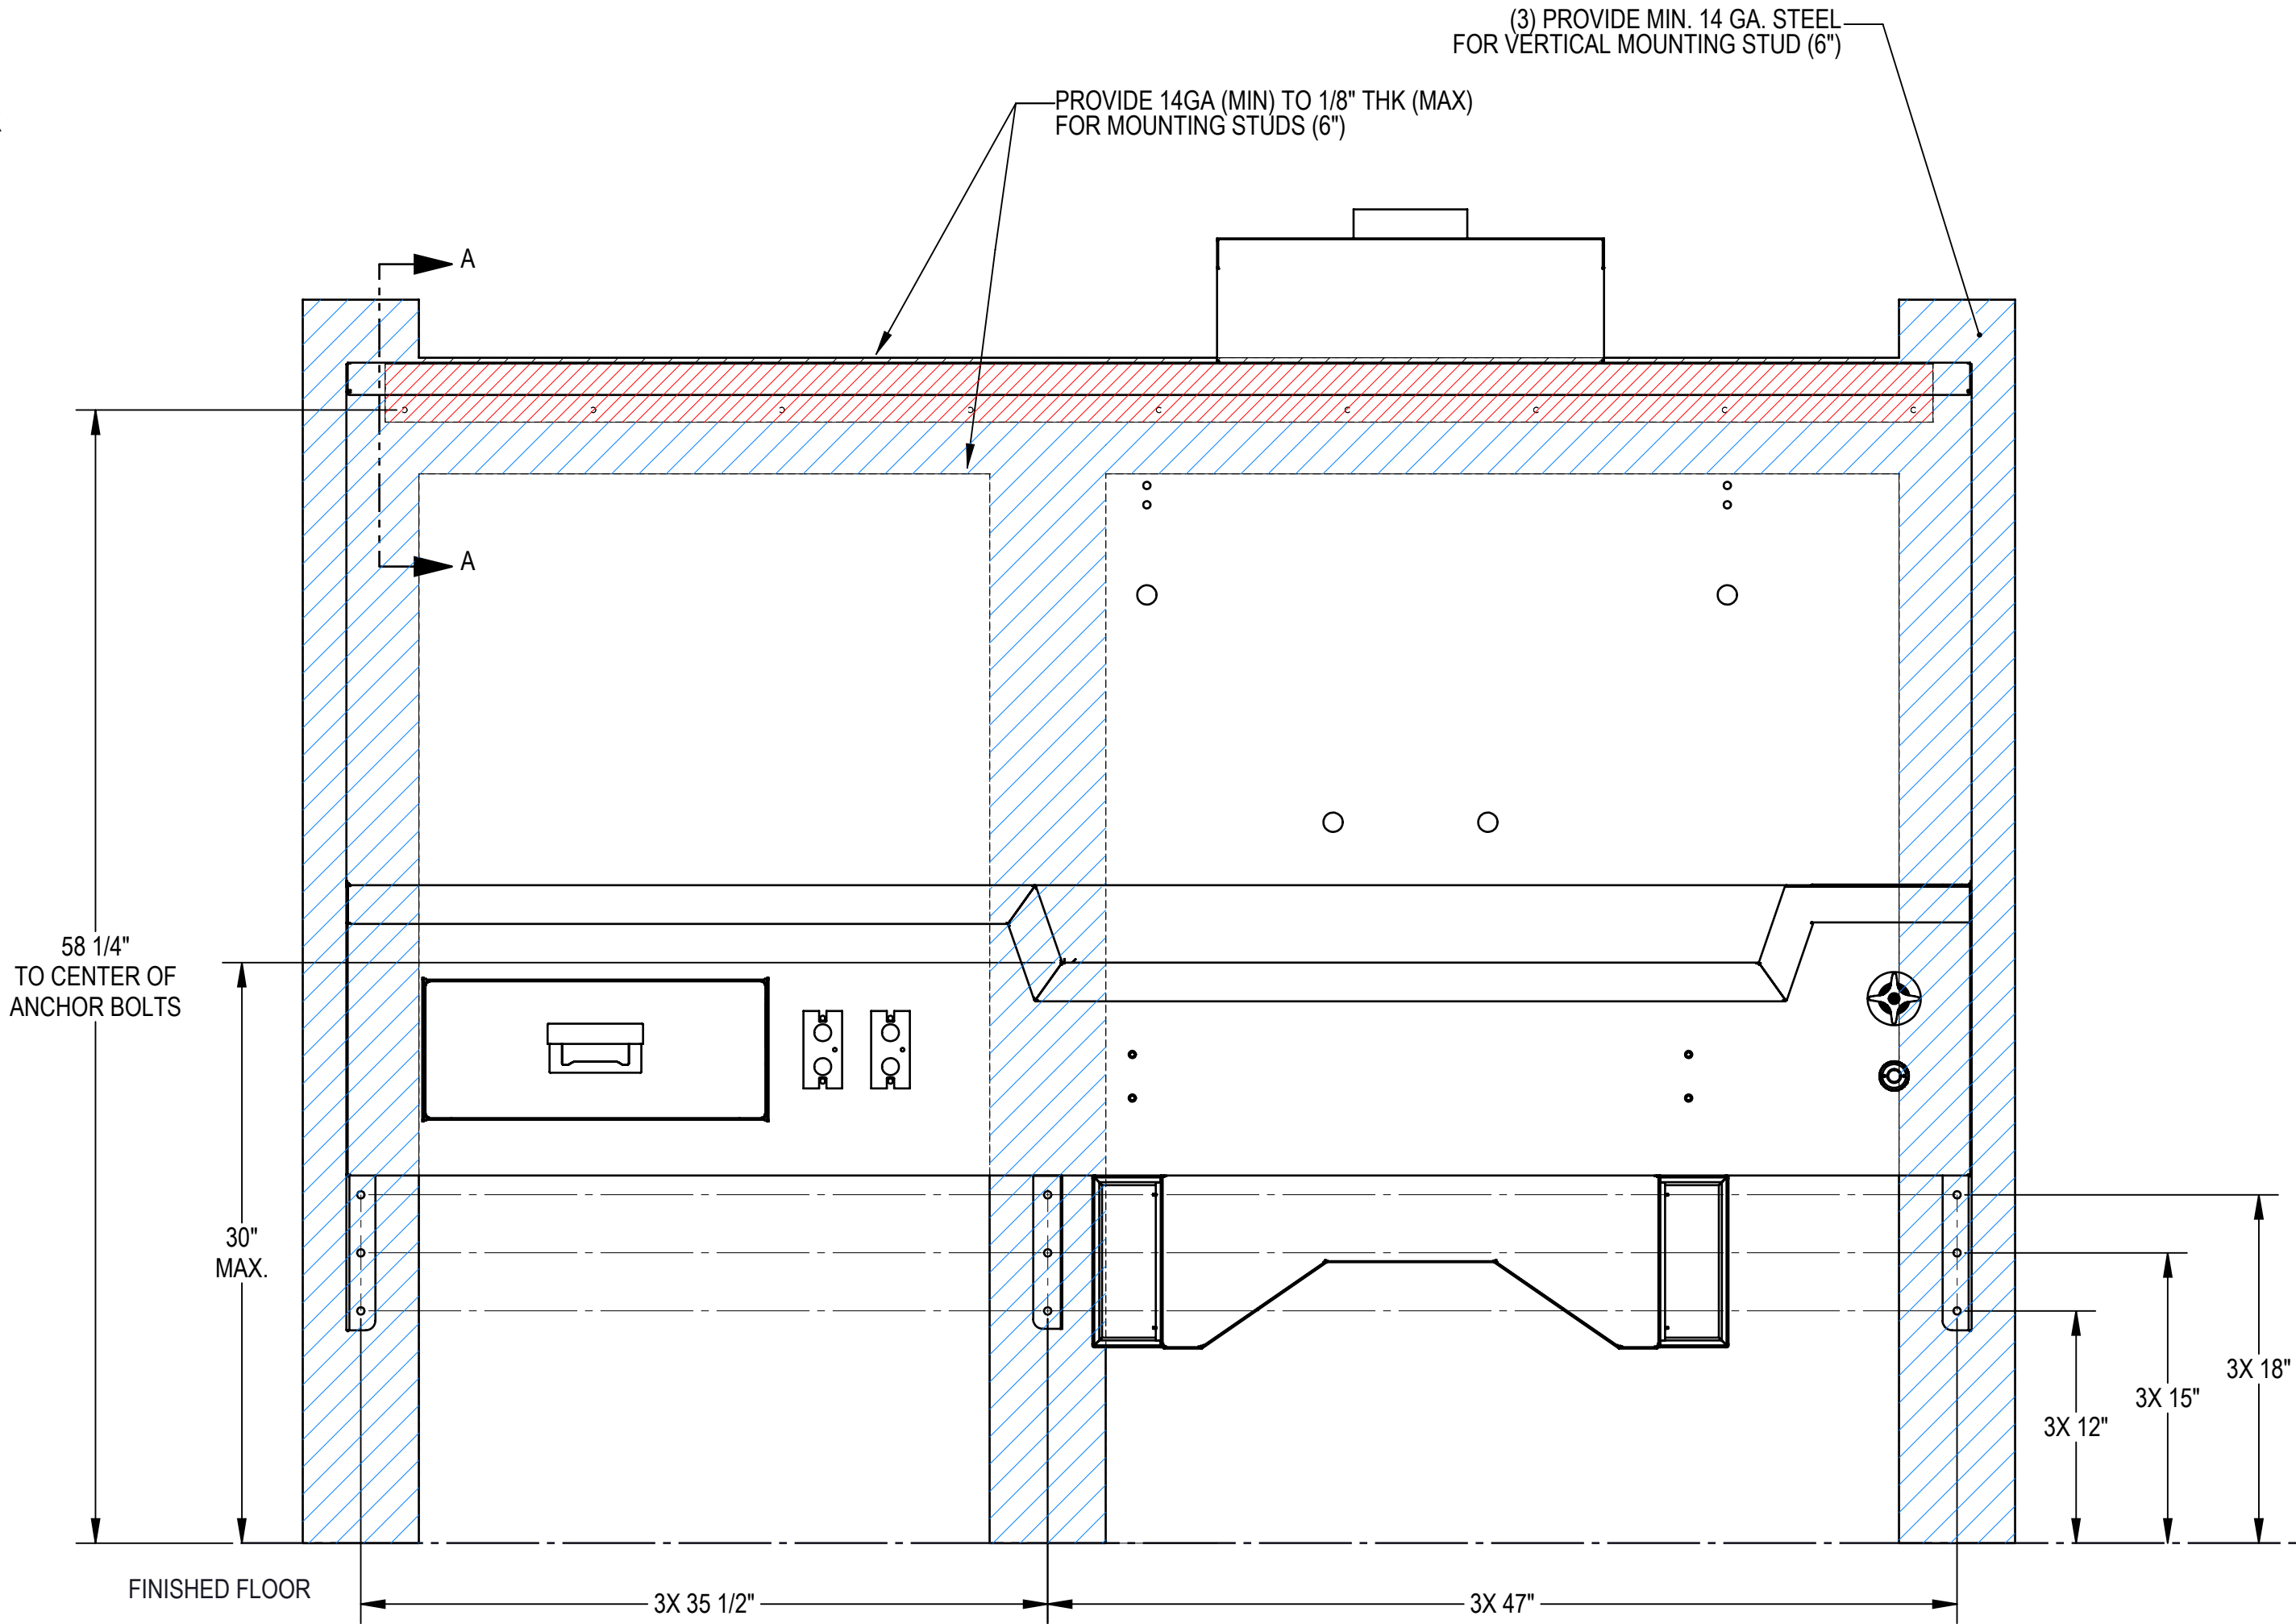 (3) PROVIDE MIN. 14 GA. STEEL
FOR VERTICAL MOUNTING STUD (6")
PROVIDE 14GA (MIN) TO 1/8" THK (MAX)
FOR MOUNTING STUDS (6")
A
A
58 1/4"
TO CENTER OF
ANCHOR BOLTS
30"
MAX.
3X 18"
3X 15"
3X 12"
FINISHED FLOOR
3X 35 1/2"
3X 47"